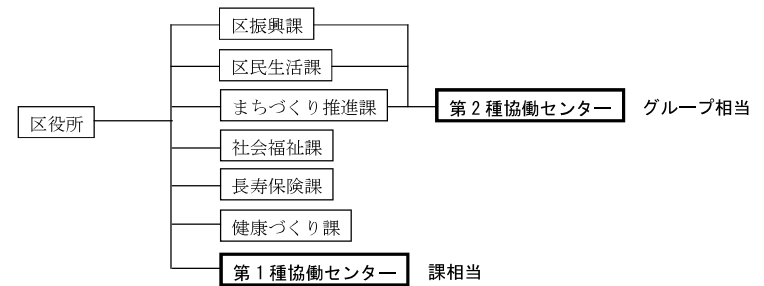 区振興課
区民生活課
まちづくり推進課
第2種協働センター
グループ相当
区役所
社会福祉課
長寿保険課
健康づくり課
第1種協働センター
課相当